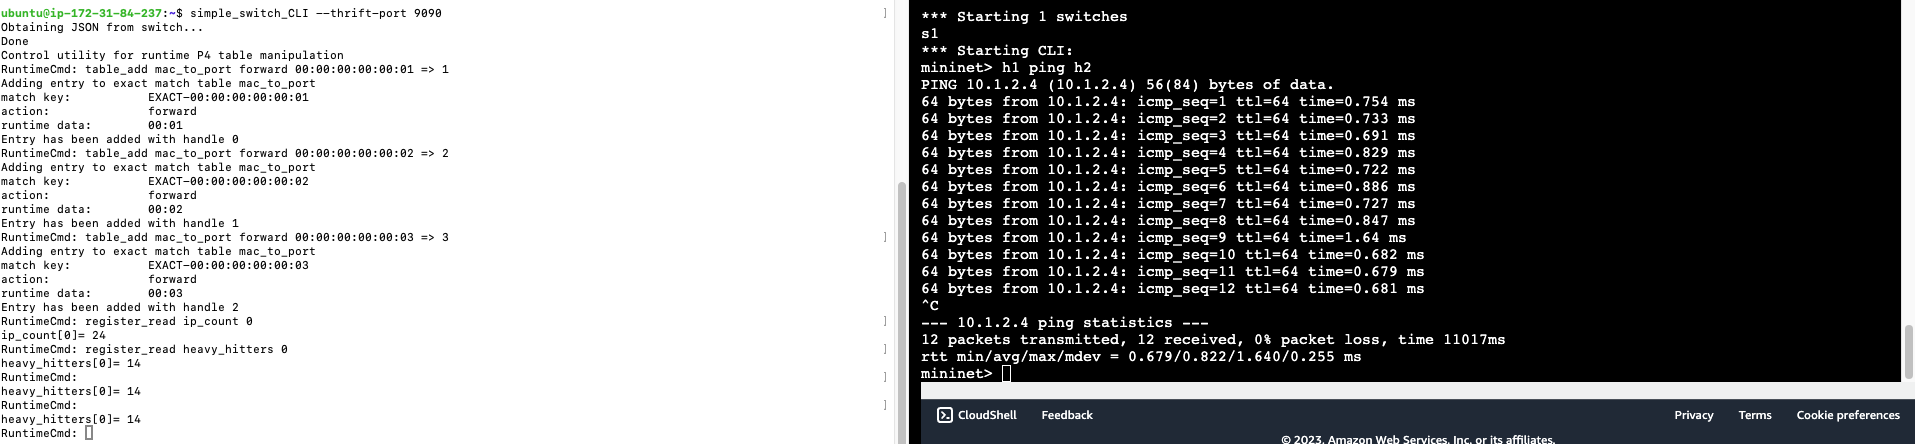 ubuntu@ip-172-31-84-237:~$ simple_switch_CLI --thrift-port 9090
Obtaining JSON from switch...
Done
Control utility for runtime P4 table manipulation
RuntimeCmd: table_add mac_to_port forward 00:00:00:00:00:01 => 1
Adding entry to exact match table mac_to_port
match key:           EXACT-00:00:00:00:00:01
action:              forward
runtime data:        00:01
Entry has been added with handle 0
RuntimeCmd: table_add mac_to_port forward 00:00:00:00:00:02 => 2
Adding entry to exact match table mac_to_port
match key:           EXACT-00:00:00:00:00:02
action:              forward
runtime data:        00:02
Entry has been added with handle 1
RuntimeCmd: table_add mac_to_port forward 00:00:00:00:00:03 => 3
Adding entry to exact match table mac_to_port
match key:           EXACT-00:00:00:00:00:03
action:              forward
runtime data:        00:03
Entry has been added with handle 2
RuntimeCmd: register_read ip_count 0
ip_count[0]= 24
RuntimeCmd: register_read heavy_hitters 0
heavy_hitters[0]= 14
RuntimeCmd:
heavy_hitters[0]= 14
RuntimeCmd:
heavy_hitters[0]= 14
RuntimeCmd:
*** Starting 1 switches
s1
*** Starting CLI:
mininet> h1 ping h2
PING 10.1.2.4 (10.1.2.4) 56(84) bytes of data.
64 bytes from 10.1.2.4: icmp_seq=1 ttl=64 time=0.754 ms
64 bytes from 10.1.2.4: icmp_seq=2 ttl=64 time=0.733 ms
64 bytes from 10.1.2.4: icmp_seq=3 ttl=64 time=0.691 ms
64 bytes from 10.1.2.4: icmp_seq=4 ttl=64 time=0.829 ms
64 bytes from 10.1.2.4: icmp_seq=5 ttl=64 time=0.722 ms
64 bytes from 10.1.2.4: icmp_seq=6 ttl=64 time=0.886 ms
64 bytes from 10.1.2.4: icmp_seq=7 ttl=64 time=0.727 ms
64 bytes from 10.1.2.4: icmp_seq=8 ttl=64 time=0.847 ms
64 bytes from 10.1.2.4: icmp_seq=9 ttl=64 time=1.64 ms
64 bytes from 10.1.2.4: icmp_seq=10 ttl=64 time=0.682 ms
64 bytes from 10.1.2.4: icmp_seq=11 ttl=64 time=0.679 ms
64 bytes from 10.1.2.4: icmp_seq=12 ttl=64 time=0.681 ms
^C
--- 10.1.2.4 ping statistics ---
12 packets transmitted, 12 received, 0% packet loss, time 11017ms
rtt min/avg/max/mdev = 0.679/0.822/1.640/0.255 ms
mininet>
CloudShell Feedback Privacy Terms Cookie preferences
© 2023, Amazon Web Services, Inc. or its affiliates.